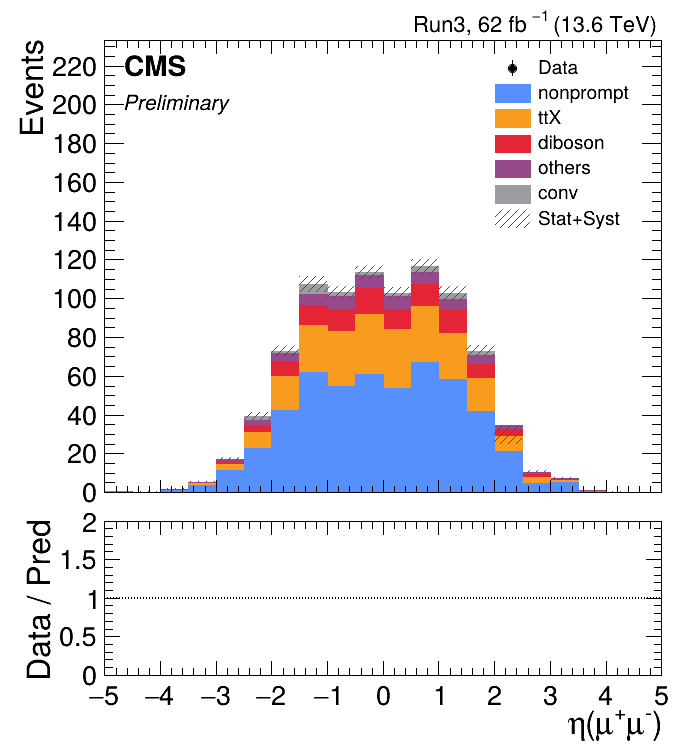 Run3, 62 fb⁻¹ (13.6 TeV)
Events
CMS
Preliminary
Data
nonprompt
ttX
diboson
others
conv
Stat+Syst
220
200
180
160
140
120
100
80
60
40
20
0
Data / Pred
2
1.5
1
0.5
0
−5 −4 −3 −2 −1 0 1 2 3 4 5
η(μ⁺μ⁻)